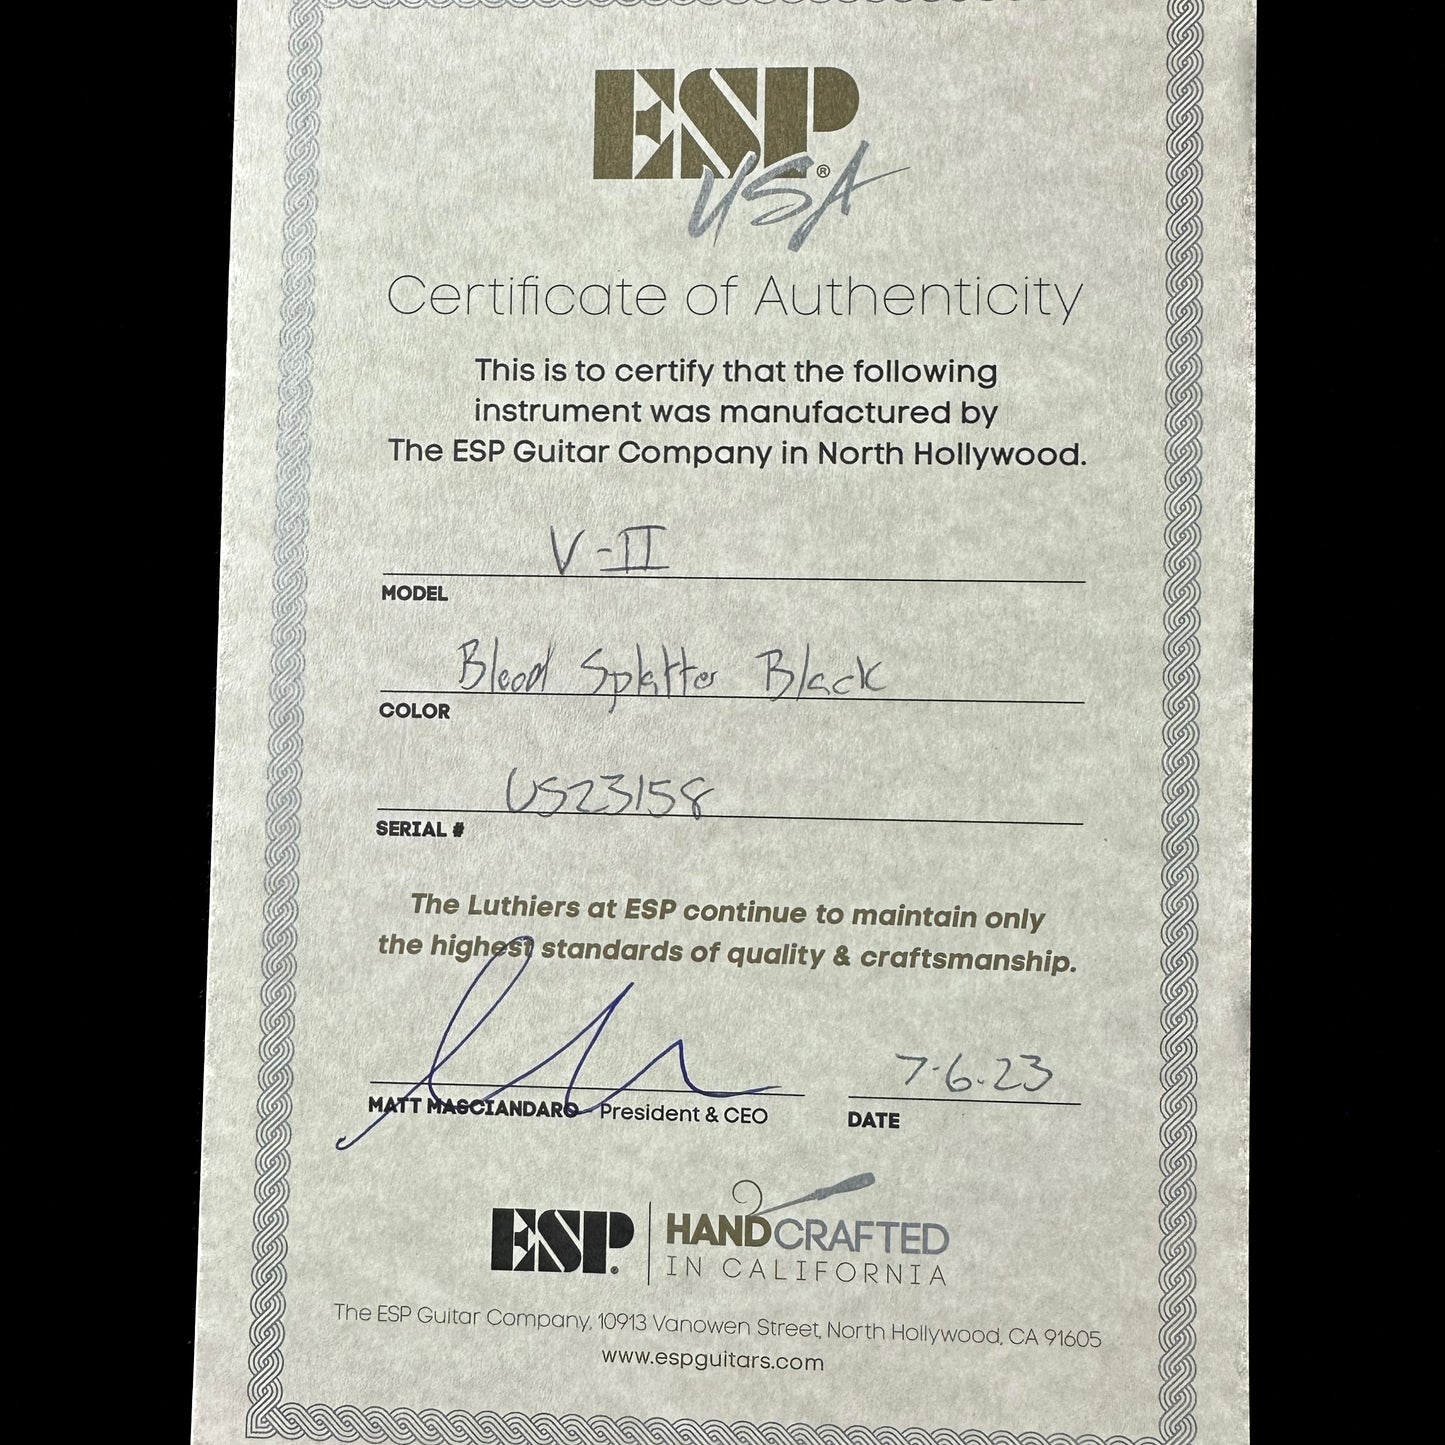 ESP®
USA
Certificate of Authenticity
This is to certify that the following
instrument was manufactured by
The ESP Guitar Company in North Hollywood.
V-II
MODEL
Blood Splatter Black
COLOR
US23158
SERIAL #
The Luthiers at ESP continue to maintain only
the highest standards of quality & craftsmanship.
7-6-23
MATT MASCIANDARO - President & CEO DATE
ESP® HANDCRAFTED
IN CALIFORNIA
The ESP Guitar Company, 10913 Vanowen Street, North Hollywood, CA 91605
www.espguitars.com